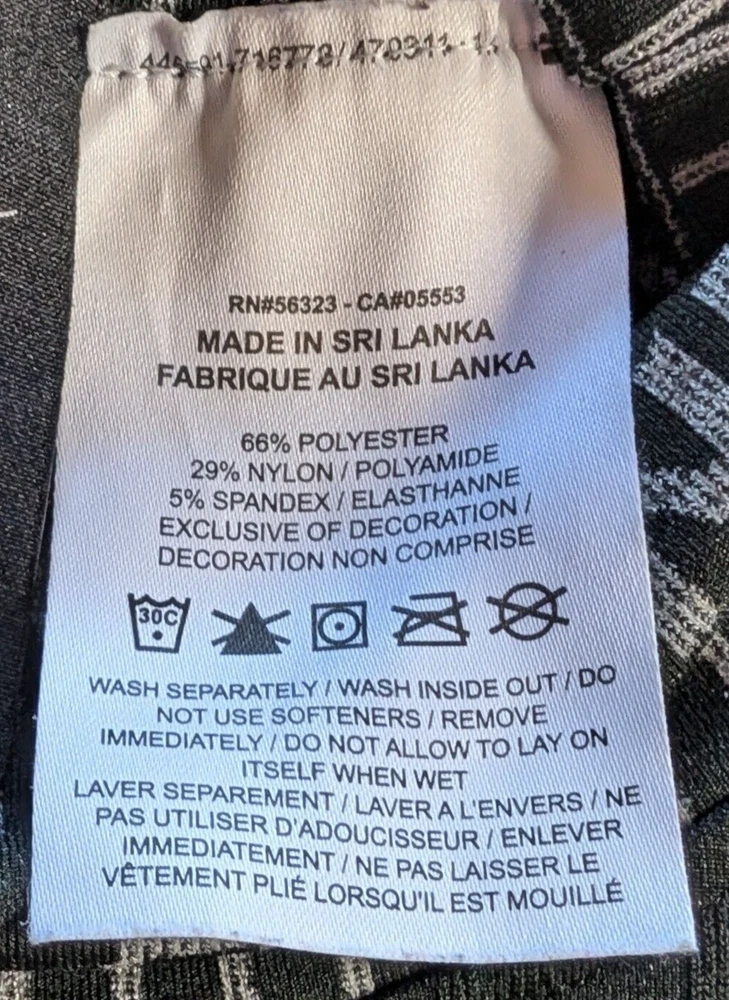 RN#56323 - CA#05553
MADE IN SRI LANKA
FABRIQUE AU SRI LANKA
66% POLYESTER
29% NYLON / POLYAMIDE
5% SPANDEX / ELASTHANNE
EXCLUSIVE OF DECORATION /
DECORATION NON COMPRISE
30C
WASH SEPARATELY / WASH INSIDE OUT / DO
NOT USE SOFTENERS / REMOVE
IMMEDIATELY / DO NOT ALLOW TO LAY ON
ITSELF WHEN WET
LAVER SEPAREMENT / LAVER A L'ENVERS / NE
PAS UTILISER D'ADOUCISSEUR / ENLEVER
IMMEDIATEMENT / NE PAS LAISSER LE
VÊTEMENT PLIÉ LORSQU'IL EST MOUILLÉ